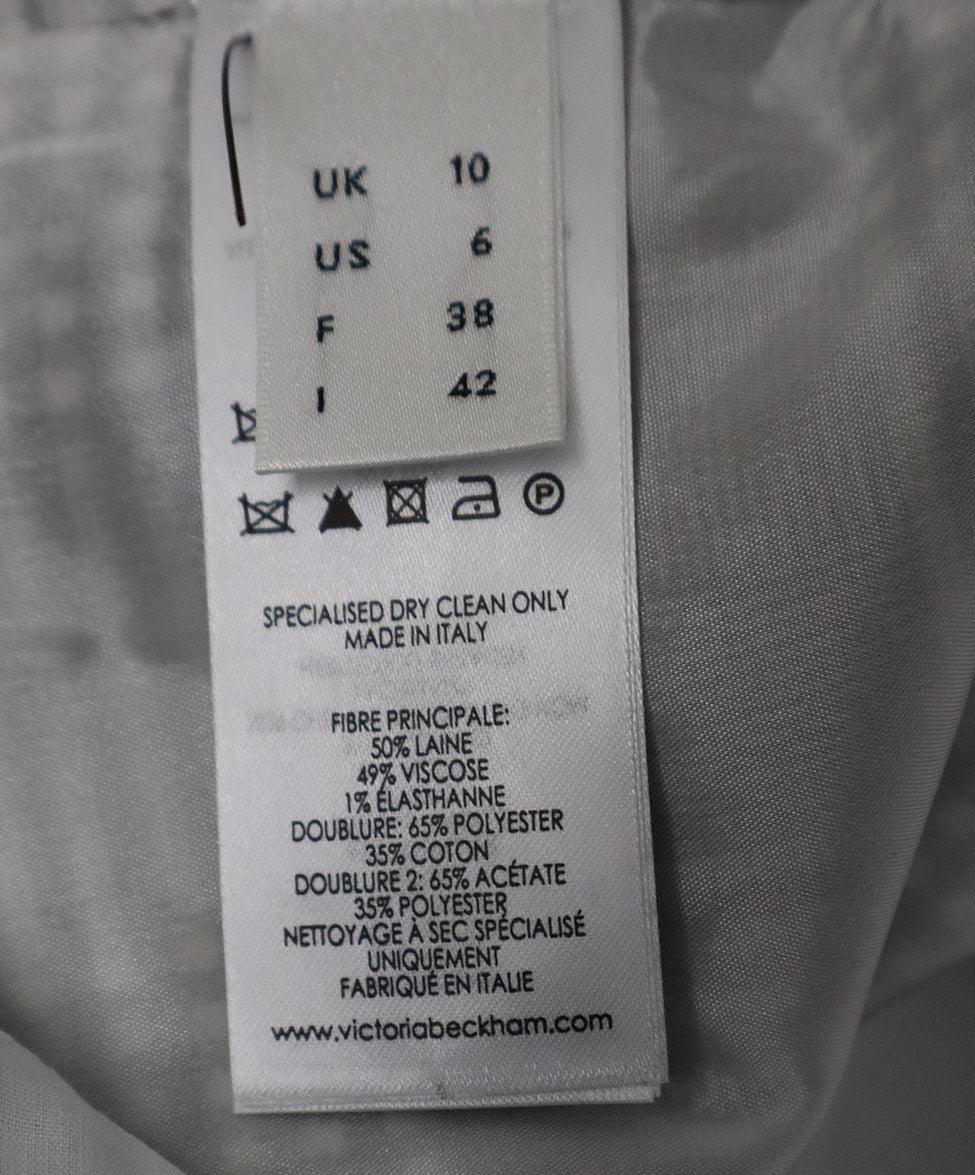 UK 10
US 6
F 38
I 42
P
SPECIALISED DRY CLEAN ONLY
MADE IN ITALY
FIBRE PRINCIPALE:
50% LAINE
49% VISCOSE
1% ÉLASTHANNE
DOUBLURE: 65% POLYESTER
35% COTON
DOUBLURE 2: 65% ACÉTATE
35% POLYESTER
NETTOYAGE À SEC SPÉCIALISÉ
UNIQUEMENT
FABRIQUÉ EN ITALIE
www.victoriabeckham.com